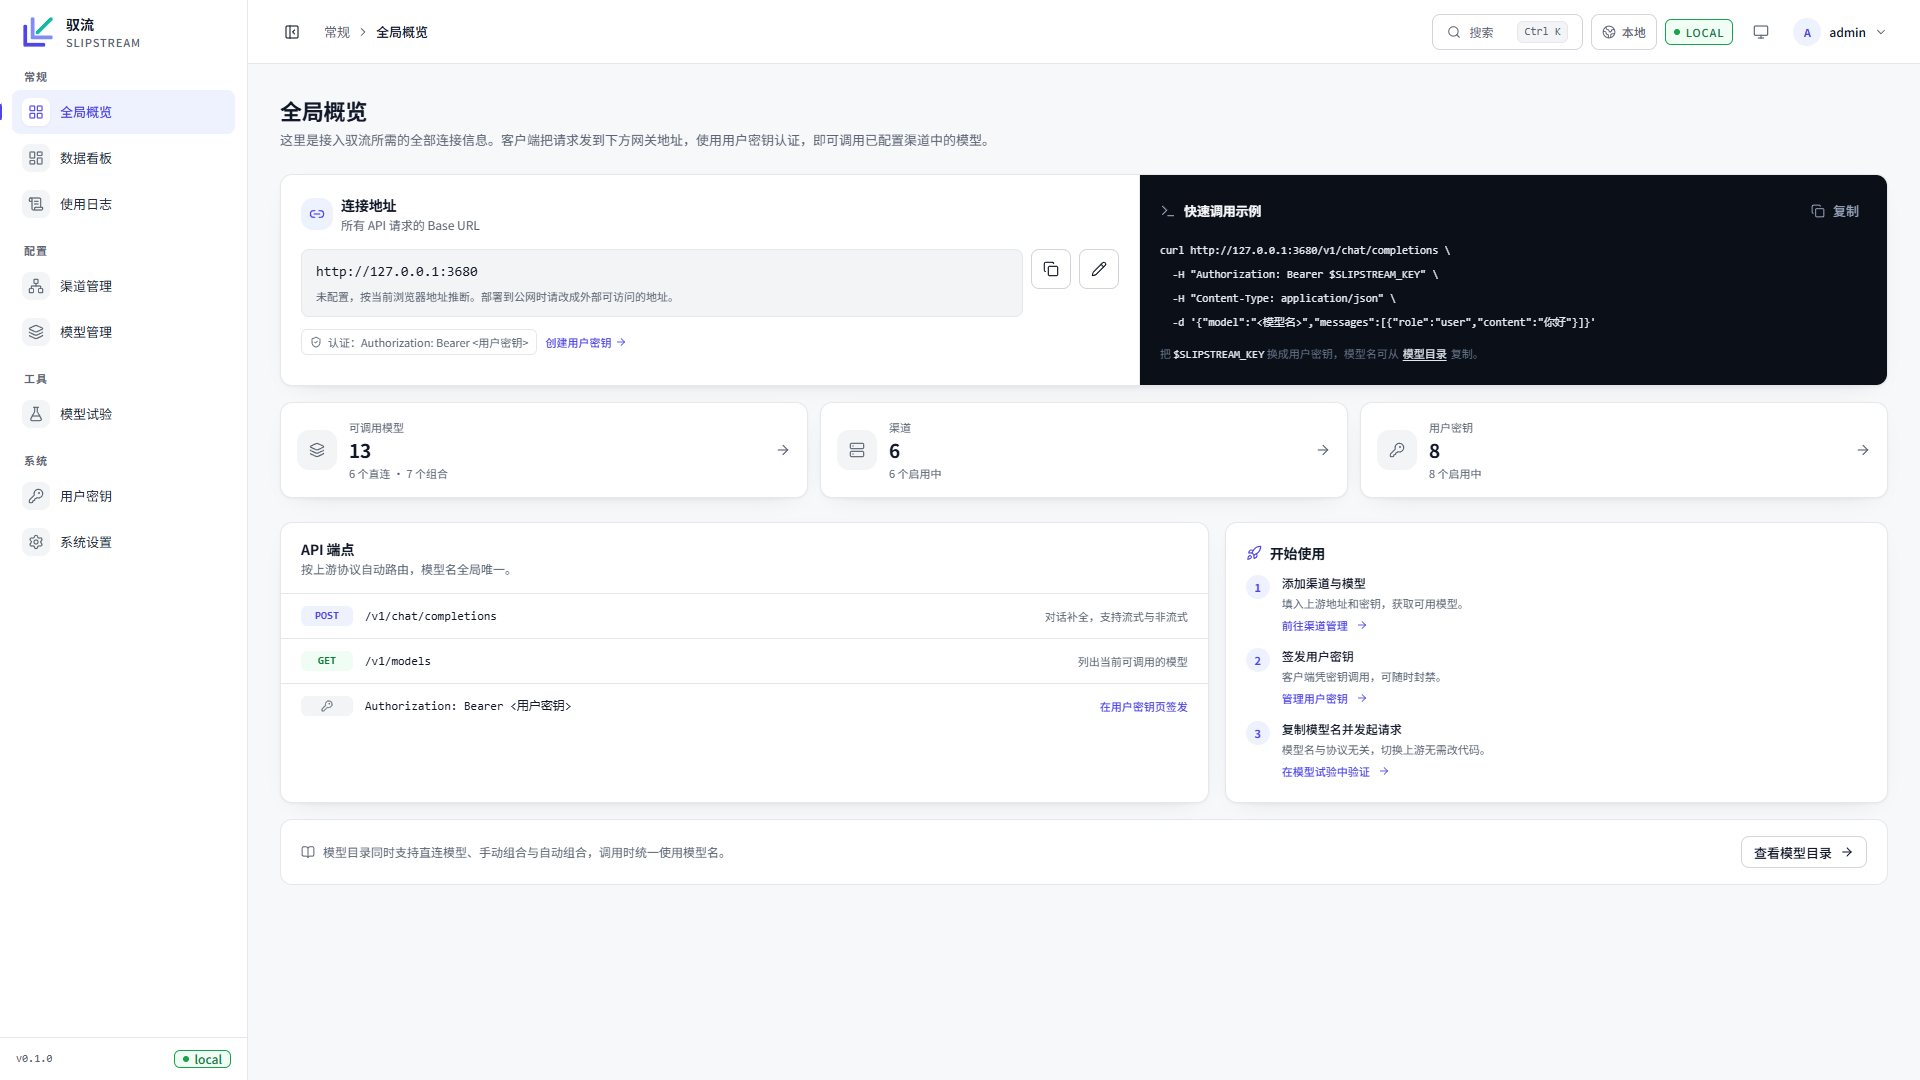 驭流
SLIPSTREAM
常规
全局概览
数据看板
使用日志
配置
渠道管理
模型管理
工具
模型试验
系统
用户密钥
系统设置
v0.1.0
local
常规 > 全局概览
搜索 Ctrl K
本地
LOCAL
A admin
全局概览
这里是接入驭流所需的全部连接信息。客户端把请求发到下方网关地址，使用用户密钥认证，即可调用已配置渠道中的模型。
连接地址
所有 API 请求的 Base URL
http://127.0.0.1:3680
未配置，按当前浏览器地址推断。部署到公网时请改成外部可访问的地址。
认证：Authorization: Bearer <用户密钥>
创建用户密钥
快速调用示例
复制
curl http://127.0.0.1:3680/v1/chat/completions \
-H "Authorization: Bearer $SLIPSTREAM_KEY" \
-H "Content-Type: application/json" \
-d '{"model":"<模型名>","messages":[{"role":"user","content":"你好"}]}'
把 $SLIPSTREAM_KEY 换成用户密钥，模型名可从 模型目录 复制。
可调用模型
13
6 个直连 · 7 个组合
渠道
6
6 个启用中
用户密钥
8
8 个启用中
API 端点
按上游协议自动路由，模型名全局唯一。
POST /v1/chat/completions 对话补全，支持流式与非流式
GET /v1/models 列出当前可调用的模型
Authorization: Bearer <用户密钥> 在用户密钥页签发
开始使用
1 添加渠道与模型
填入上游地址和密钥，获取可用模型。
前往渠道管理
2 签发用户密钥
客户端凭密钥调用，可随时封禁。
管理用户密钥
3 复制模型名并发起请求
模型名与协议无关，切换上游无需改代码。
在模型试验中验证
模型目录同时支持直连模型、手动组合与自动组合，调用时统一使用模型名。
查看模型目录